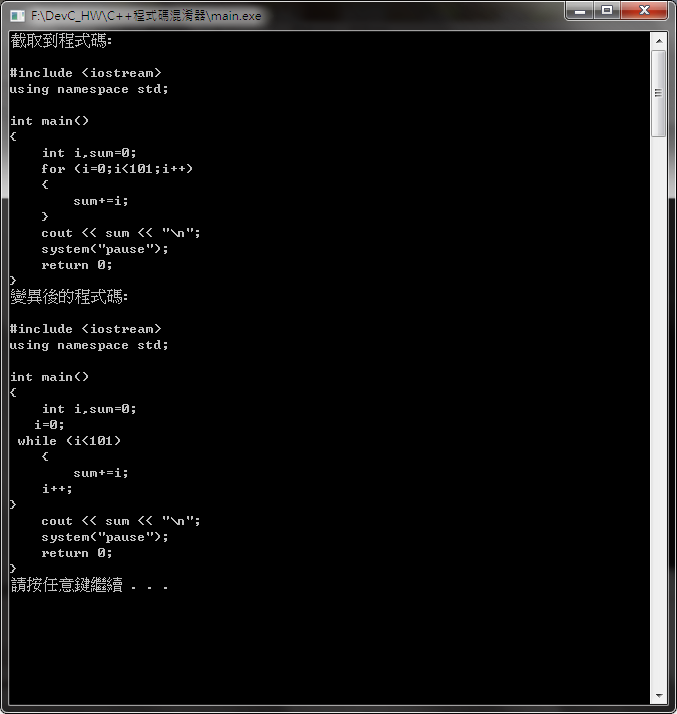 F:\DevC_HW\C++程式碼混淆器\main.exe
截取到程式碼:
#include <iostream>
using namespace std;
int main()
{
    int i,sum=0;
    for (i=0;i<101;i++)
    {
        sum+=i;
    }
    cout << sum << "\n";
    system("pause");
    return 0;
}
變異後的程式碼:
#include <iostream>
using namespace std;
int main()
{
    int i,sum=0;
   i=0;
 while (i<101)
    {
        sum+=i;
    i++;
}
    cout << sum << "\n";
    system("pause");
    return 0;
}
請按任意鍵繼續 . . .